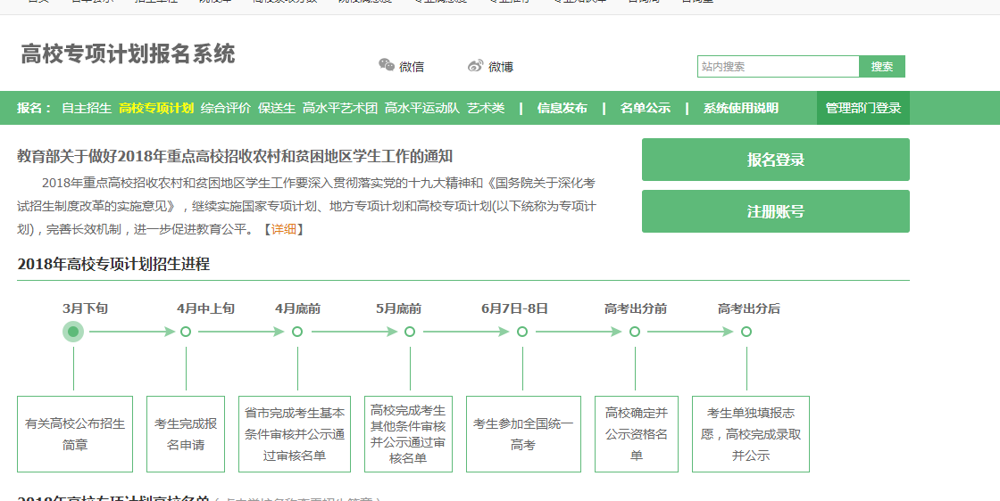 高校专项计划报名系统
微信 微博
站内搜索 搜索
报名： 自主招生 高校专项计划 综合评价 保送生 高水平艺术团 高水平运动队 艺术类 | 信息发布 | 名单公示 | 系统使用说明 管理部门登录
教育部关于做好2018年重点高校招收农村和贫困地区学生工作的通知
2018年重点高校招收农村和贫困地区学生工作要深入贯彻落实党的十九大精神和《国务院关于深化考
试招生制度改革的实施意见》，继续实施国家专项计划、地方专项计划和高校专项计划(以下统称为专项计
划)，完善长效机制，进一步促进教育公平。【详细】
报名登录
注册账号
2018年高校专项计划招生进程
3月下旬 4月中上旬 4月底前 5月底前 6月7日-8日 高考出分前 高考出分后
有关高校公布招生
简章
考生完成报
名申请
省市完成考生基本
条件审核并公示通
过审核名单
高校完成考生
其他条件审核
并公示通过审
核名单
考生参加全国统一
高考
高校确定并
公示资格名
单
考生单独填报志
愿，高校完成录取
并公示
2018年高校专项计划高校名单